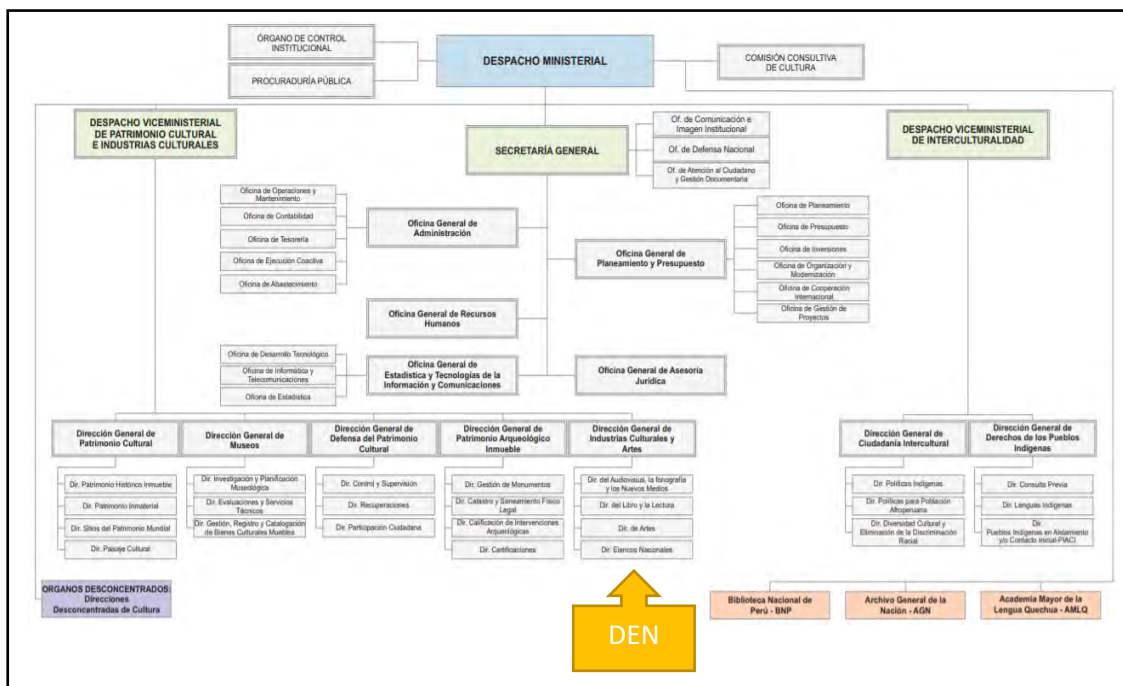 ÓRGANO DE CONTROL
INSTITUCIONAL
PROCURADURÍA PÚBLICA
DESPACHO MINISTERIAL
COMISIÓN CONSULTIVA
DE CULTURA
DESPACHO VICEMINISTERIAL
DE PATRIMONIO CULTURAL
E INDUSTRIAS CULTURALES
SECRETARÍA GENERAL
Of. de Comunicación e
Imagen Institucional
Of. de Defensa Nacional
Of. de Atención al Ciudadano
y Gestión Documentaria
DESPACHO VICEMINISTERIAL
DE INTERCULTURALIDAD
Oficina de Operaciones y
Mantenimiento
Oficina de Contabilidad
Oficina de Tesorería
Oficina de Ejecución Coactiva
Oficina de Abastecimiento
Oficina General de
Administración
Oficina General de
Planeamiento y Presupuesto
Oficina de Planeamiento
Oficina de Presupuesto
Oficina de Inversiones
Oficina de Organización y
Modernización
Oficina de Cooperación
Internacional
Oficina de Gestión de
Proyectos
Oficina General de Recursos
Humanos
Oficina de Desarrollo Tecnológico
Oficina de Informática y
Telecomunicaciones
Oficina de Estadística
Oficina General de
Estadística y Tecnologías de la
Información y Comunicaciones
Oficina General de Asesoría
Jurídica
Dirección General de
Patrimonio Cultural
Dir. Patrimonio Histórico Inmueble
Dir. Patrimonio Inmaterial
Dir. Sitios del Patrimonio Mundial
Dir. Paisaje Cultural
Dirección General de
Museos
Dir. Investigación y Planificación
Museológica
Dir. Evaluaciones y Servicios
Técnicos
Dir. Gestión, Registro y Catalogación
de Bienes Culturales Muebles
Dirección General de
Defensa del Patrimonio
Cultural
Dir. Control y Supervisión
Dir. Recuperaciones
Dir. Participación Ciudadana
Dirección General de
Patrimonio Arqueológico
Inmueble
Dir. Gestión de Monumentos
Dir. Catastro y Saneamiento Físico
Legal
Dir. Calificación de Intervenciones
Arqueológicas
Dir. Certificaciones
Dirección General de
Industrias Culturales y
Artes
Dir. del Audiovisual, la fonografía
y los Nuevos Medios
Dir. del Libro y la Lectura
Dir. de Artes
Dir. de Elencos Nacionales
Dirección General de
Ciudadanía Intercultural
Dir. Políticas Indígenas
Dir. Políticas para Población
Afroperuana
Dir. Diversidad Cultural y
Eliminación de la Discriminación
Racial
Dirección General de
Derechos de los Pueblos
Indígenas
Dir. Consulta Previa
Dir. Lenguas Indígenas
Dir.
Pueblos Indígenas en Aislamiento
y/o Contacto Inicial-PIACI
ORGANOS DESCONCENTRADOS:
Direcciones
Desconcentradas de Cultura
DEN
Biblioteca Nacional de
Perú - BNP
Archivo General de la
Nación - AGN
Academia Mayor de la
Lengua Quechua - AMLQ